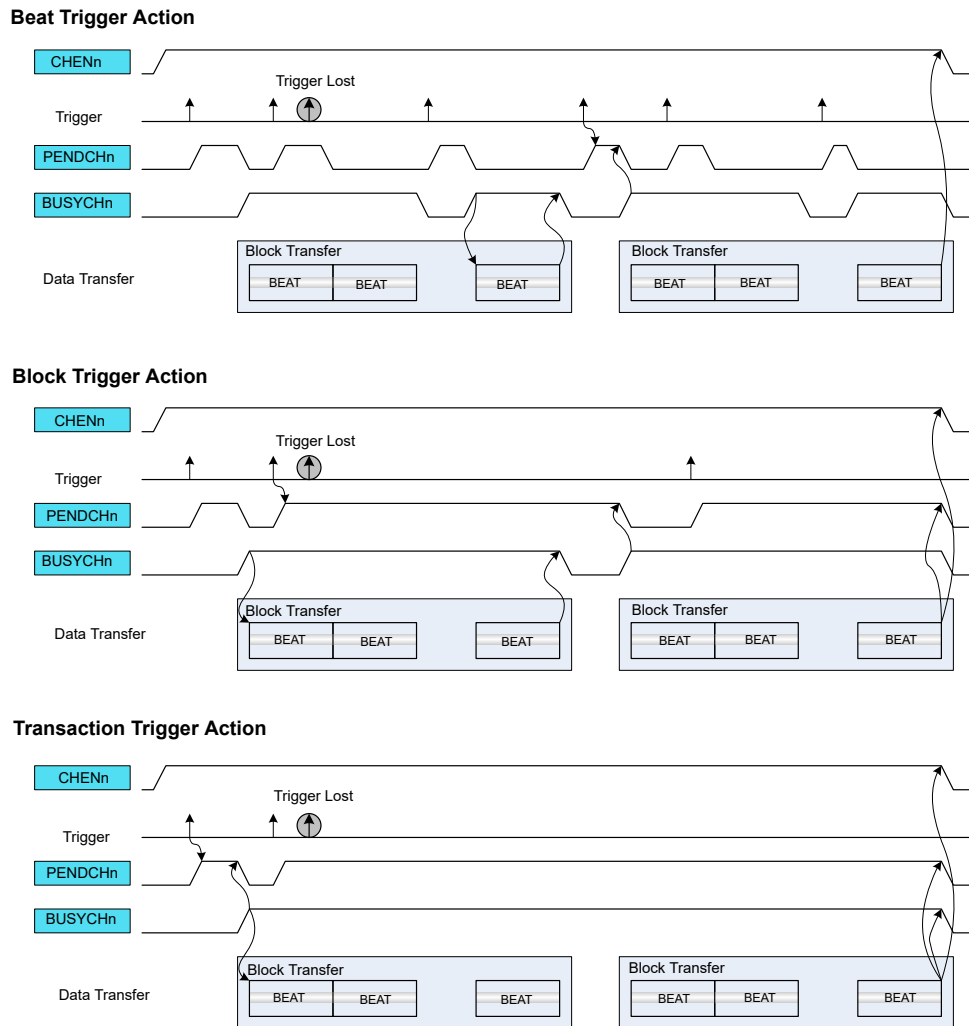 Beat Trigger Action
CHENn
Trigger Lost
Trigger
PENDCHn
BUSYCHn
Block Transfer
Block Transfer
Data Transfer
BEAT
BEAT
BEAT
BEAT
BEAT
BEAT
Block Trigger Action
CHENn
Trigger Lost
Trigger
PENDCHn
BUSYCHn
Block Transfer
Block Transfer
Data Transfer
BEAT
BEAT
BEAT
BEAT
BEAT
BEAT
Transaction Trigger Action
CHENn
Trigger Lost
Trigger
PENDCHn
BUSYCHn
Block Transfer
Block Transfer
Data Transfer
BEAT
BEAT
BEAT
BEAT
BEAT
BEAT